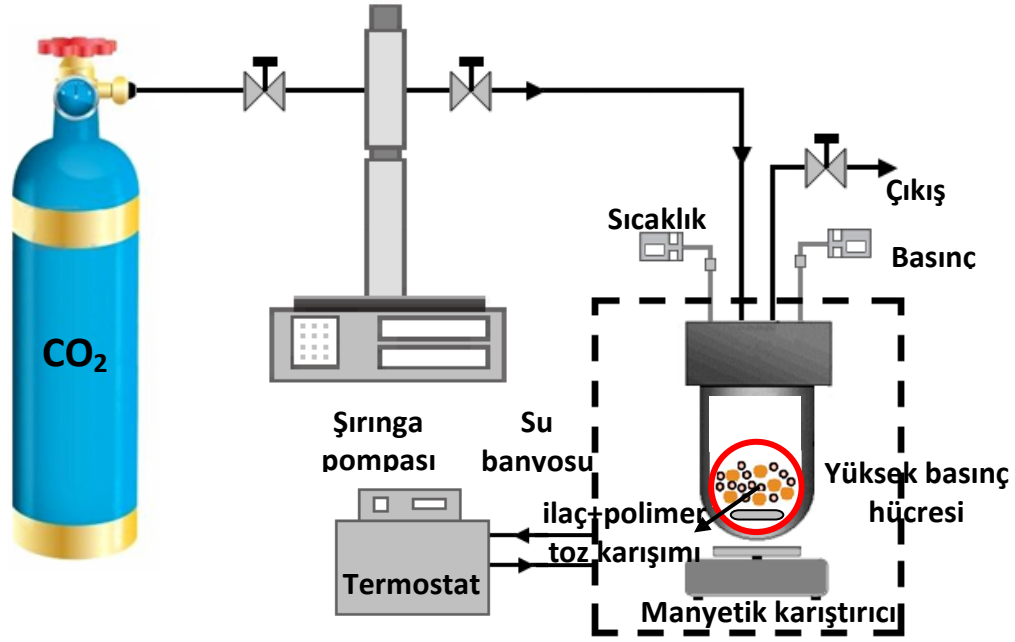 Çıkış
Sıcaklık
Basınç
CO₂
Şırınga
pompası
Su
banyosu
Yüksek basınç
hücresi
ilaç+polimer
toz karışımı
Termostat
Manyetik karıştırıcı